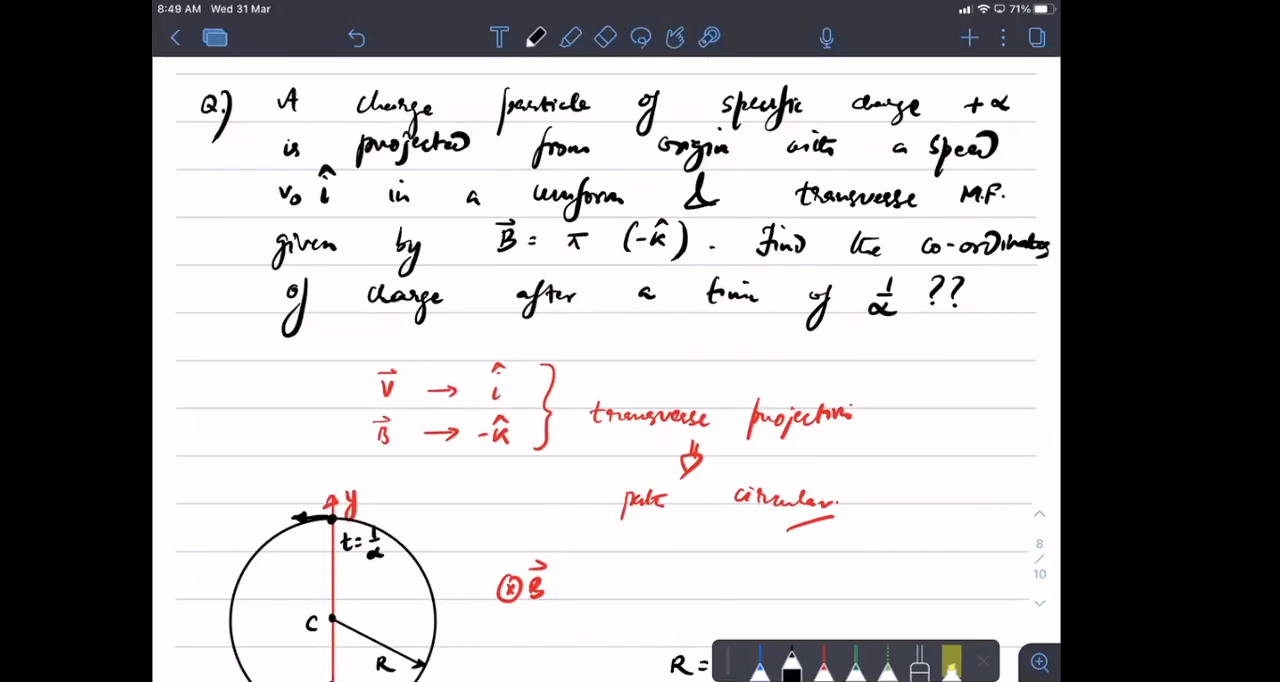 8:49 AM Wed 31 Mar
71%
Q.) A charge particle of specific charge +α
is projected from origin with a speed
v₀ î in a uniform & transverse M.F.
given by B⃗ = π (-k̂). Find the co-ordinates
of charge after a time of 1/α ??
V⃗ → î
B⃗ → -k̂
transverse projection
⇓
path circular.
y
t = 1/α
ⓧ B⃗
C
R
R =
8
/
10